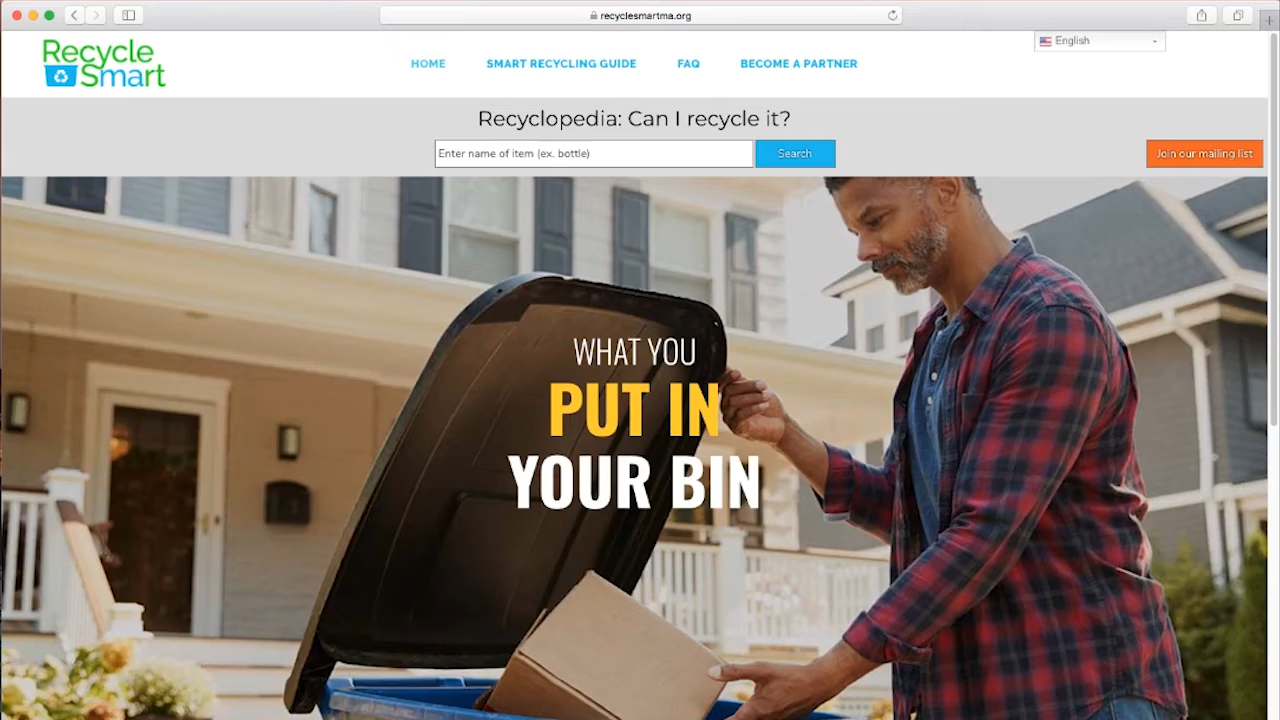 recyclesmartma.org
English
Recycle
Smart
HOME SMART RECYCLING GUIDE FAQ BECOME A PARTNER
Recyclopedia: Can I recycle it?
Enter name of item (ex. bottle) Search Join our mailing list
WHAT YOU
PUT IN
YOUR BIN